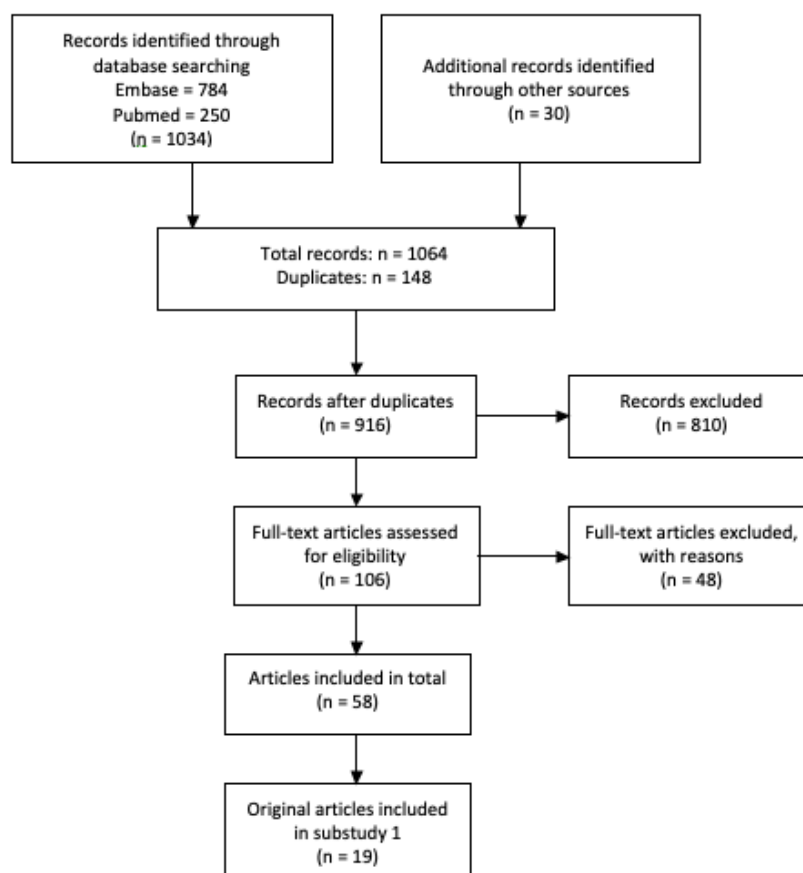 Records identified through
database searching
Embase = 784
Pubmed = 250
(n = 1034)
Additional records identified
through other sources
(n = 30)
Total records: n = 1064
Duplicates: n = 148
Records after duplicates
(n = 916)
Records excluded
(n = 810)
Full-text articles assessed
for eligibility
(n = 106)
Full-text articles excluded,
with reasons
(n = 48)
Articles included in total
(n = 58)
Original articles included
in substudy 1
(n = 19)